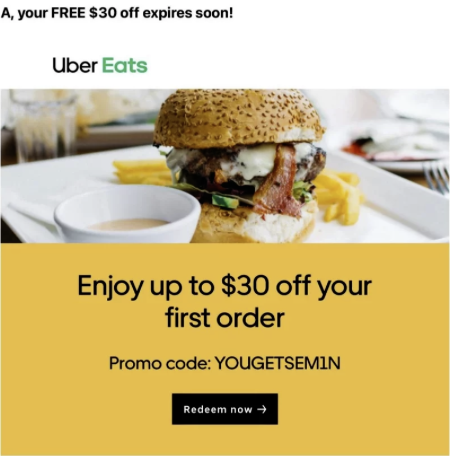 A, your FREE $30 off expires soon!
Uber Eats
Enjoy up to $30 off your
first order
Promo code: YOUGETSEM1N
Redeem now →